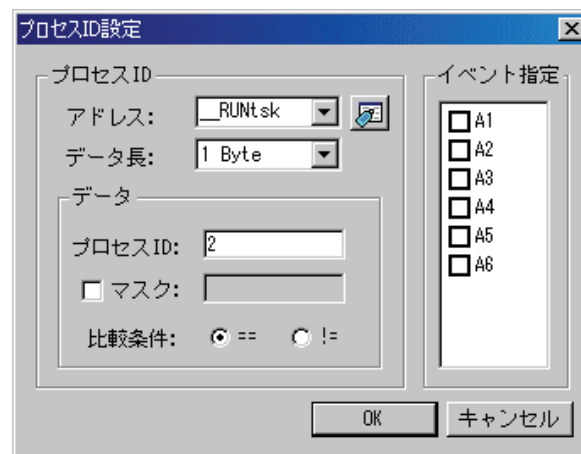 プロセスID設定
プロセスID
アドレス: __RUNtsk
データ長: 1 Byte
データ
プロセスID: 2
マスク:
比較条件: == !=
イベント指定
A1
A2
A3
A4
A5
A6
OK キャンセル